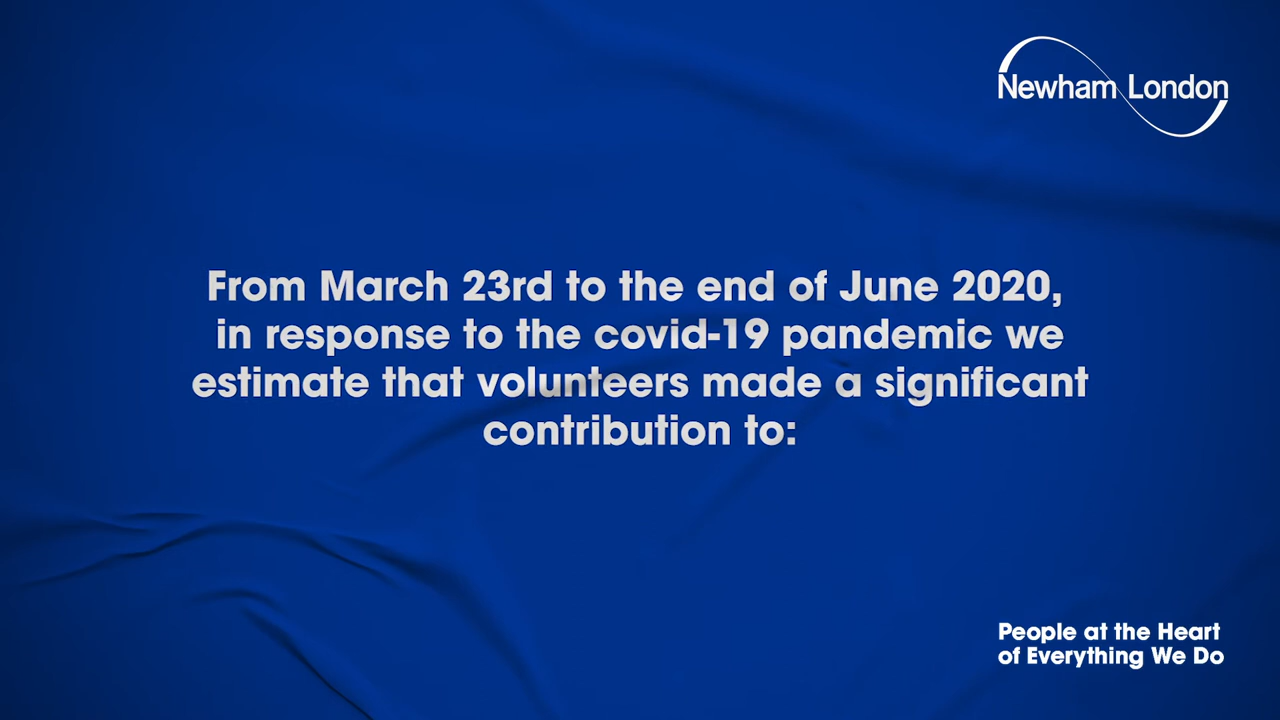 Newham London
From March 23rd to the end of June 2020,
in response to the covid-19 pandemic we
estimate that volunteers made a significant
contribution to:
People at the Heart
of Everything We Do